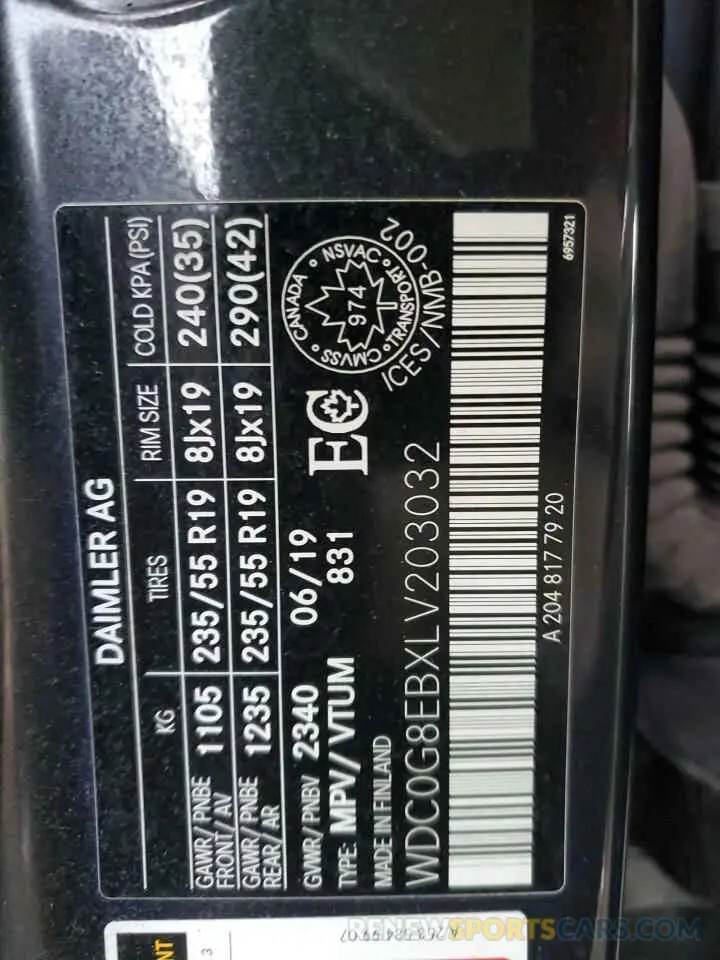 DAIMLER AG
KG TIRES RIM SIZE COLD KPA (PSI)
GAWR/ PNBE FRONT/ AV 1105 235/55 R19 8Jx19 240(35)
GAWR/ PNBE REAR/ AR 1235 235/55 R19 8Jx19 290(42)
GVWR/ PNBV 2340 06/19
TYPE: MPV/ VTUM 831
EC
CANADA NSVAC TRANSPORT CMVSS
974
ICES/NMB-002
MADE IN FINLAND
WDC0G8EBXLV203032
A 204 817 79 20
6957321
3
REPEATSPORTSCARS.COM